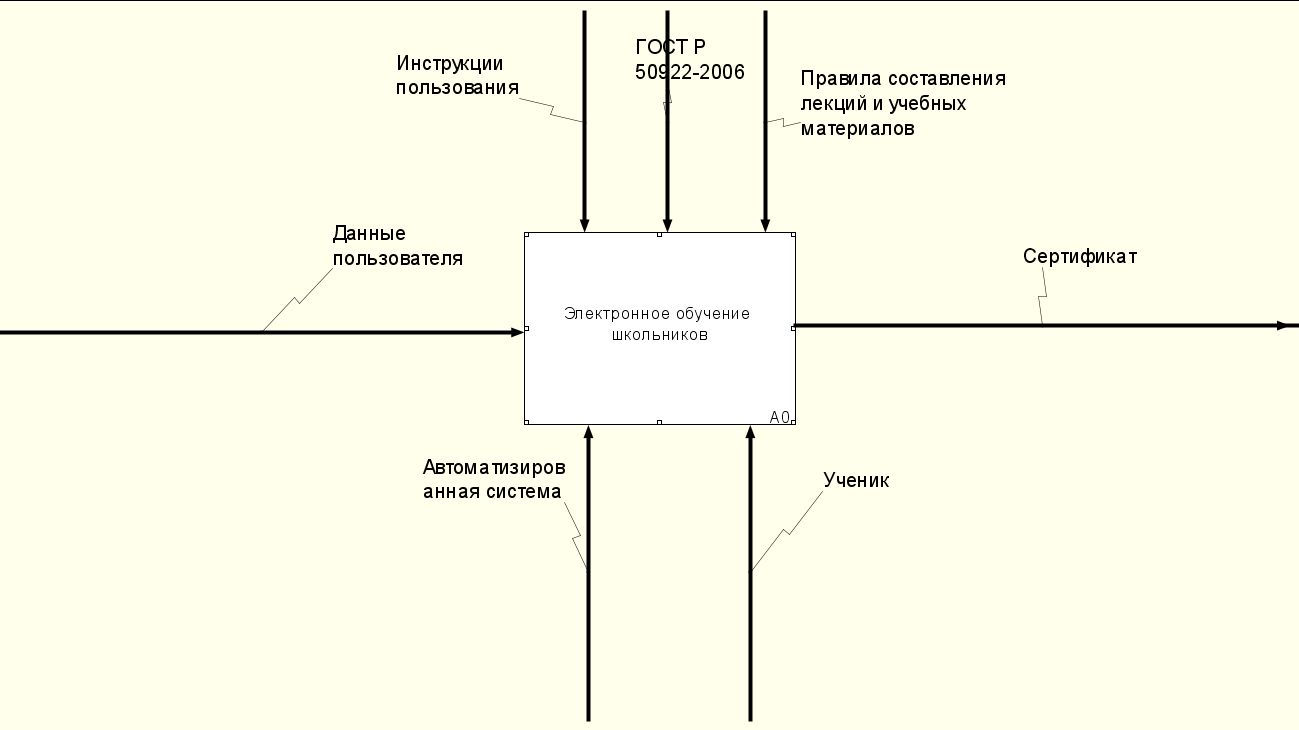 ГОСТ Р
50922-2006
Инструкции
пользования
Правила составления
лекций и учебных
материалов
Данные
пользователя
Сертификат
Электронное обучение
школьников
A0
Автоматизиров
анная система
Ученик